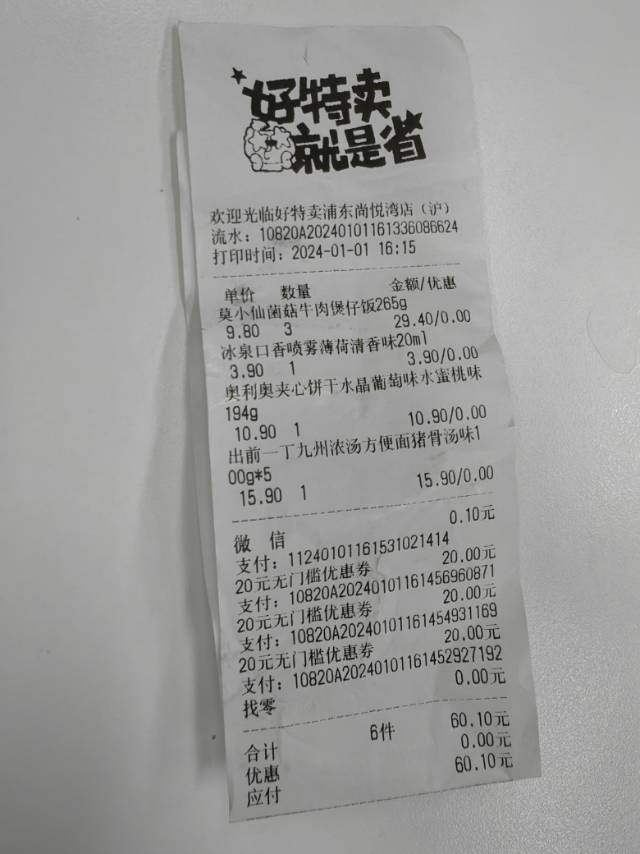 好特卖
就是省
欢迎光临好特卖浦东尚悦湾店（沪）
流水：10820A20240101161336086624
打印时间：2024-01-01 16:15
单价 数量 金额/优惠
莫小仙菌菇牛肉煲仔饭265g
9.80 3 29.40/0.00
冰泉口香喷雾薄荷清香味20ml
3.90 1 3.90/0.00
奥利奥夹心饼干水晶葡萄味水蜜桃味
194g
10.90 1 10.90/0.00
出前一丁九州浓汤方便面猪骨汤味1
00g*5
15.90 1 15.90/0.00
微 信 0.10元
支付：11240101161531021414
20元无门槛优惠券 20.00元
支付：10820A20240101161456960871
20元无门槛优惠券 20.00元
支付：10820A20240101161454931169
20元无门槛优惠券 20.00元
支付：10820A20240101161452927192
找零 0.00元
合计 6件 60.10元
优惠 0.00元
应付 60.10元